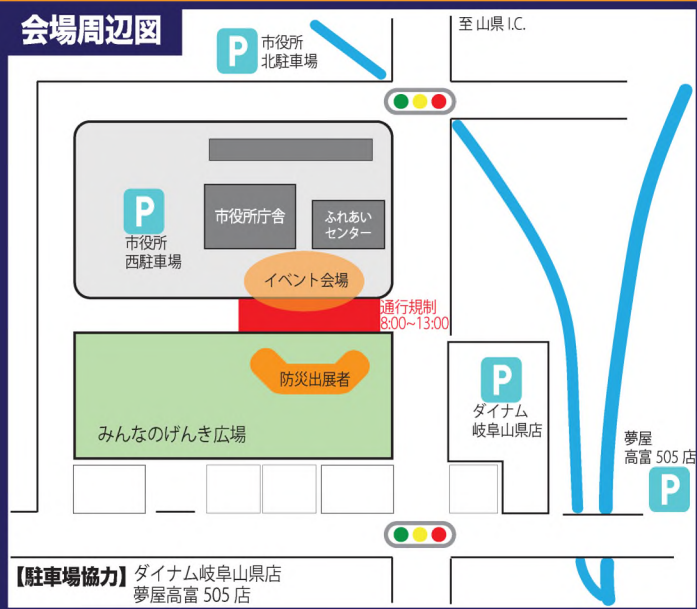 会場周辺図
P
市役所
北駐車場
至 山県 I.C.
市役所庁舎
ふれあい
センター
P
市役所
西駐車場
イベント会場
通行規制
8:00~13:00
防災出展者
みんなのげんき広場
P
ダイナム
岐阜山県店
夢屋
高富 505 店
P
【駐車場協力】ダイナム岐阜山県店
夢屋高富 505 店